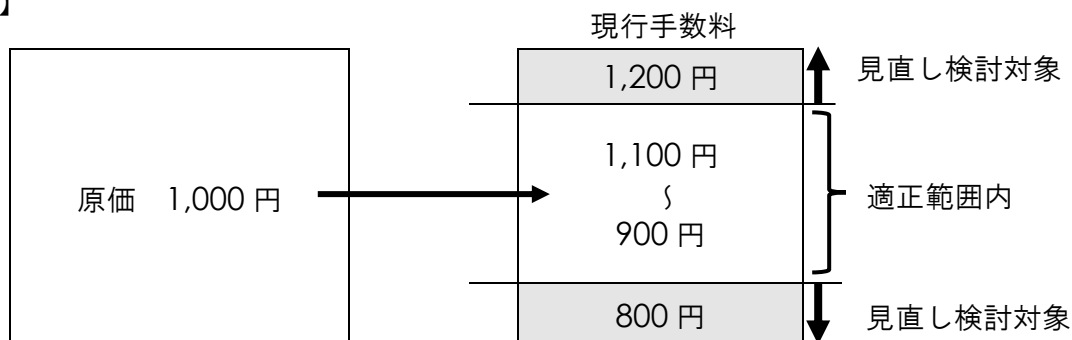 】
現行手数料
1,200 円
見直し検討対象
1,100 円
~
900 円
原価 1,000 円
適正範囲内
800 円
見直し検討対象